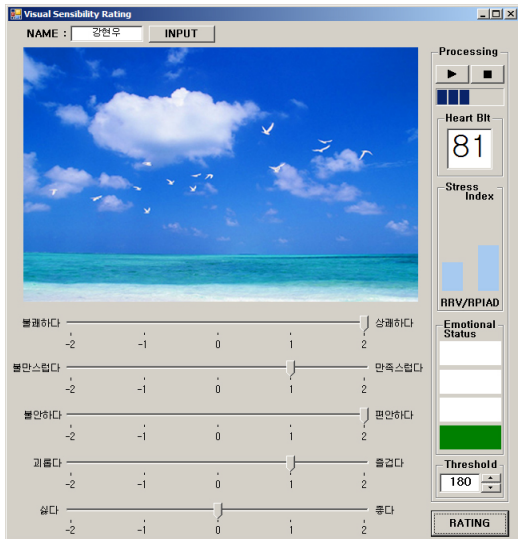 Visual Sensibility Rating
NAME : 강현우 INPUT
Processing
Heart Blt
81
Stress
Index
RRV/RPIAD
Emotional
Status
Threshold
180
RATING
불쾌하다 상쾌하다
-2 -1 0 1 2
불만스럽다 만족스럽다
-2 -1 0 1 2
불안하다 편안하다
-2 -1 0 1 2
괴롭다 즐겁다
-2 -1 0 1 2
싫다 좋다
-2 -1 0 1 2